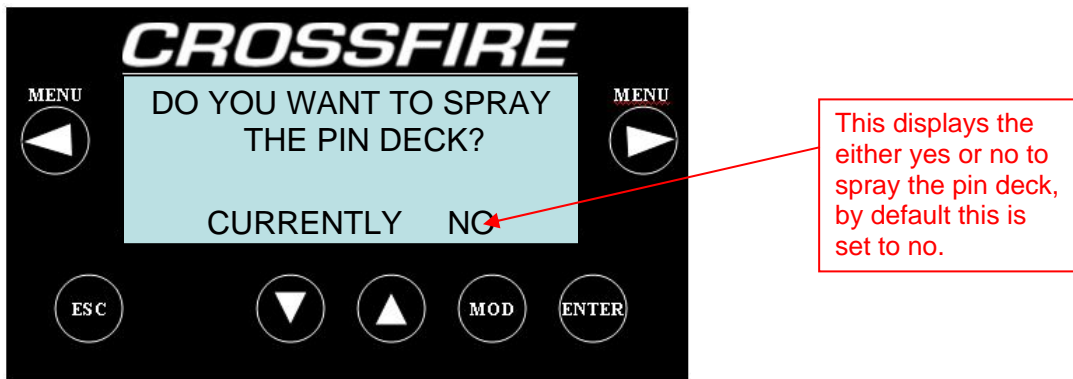 CROSSFIRE
MENU
MENU
DO YOU WANT TO SPRAY
THE PIN DECK?
CURRENTLY NO
ESC
MOD
ENTER
This displays the
either yes or no to
spray the pin deck,
by default this is
set to no.